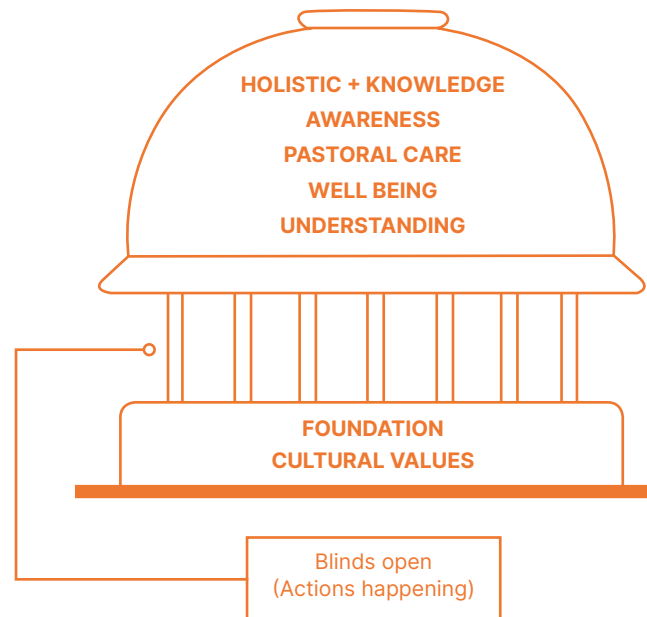 HOLISTIC + KNOWLEDGE
AWARENESS
PASTORAL CARE
WELL BEING
UNDERSTANDING
FOUNDATION
CULTURAL VALUES
Blinds open
(Actions happening)